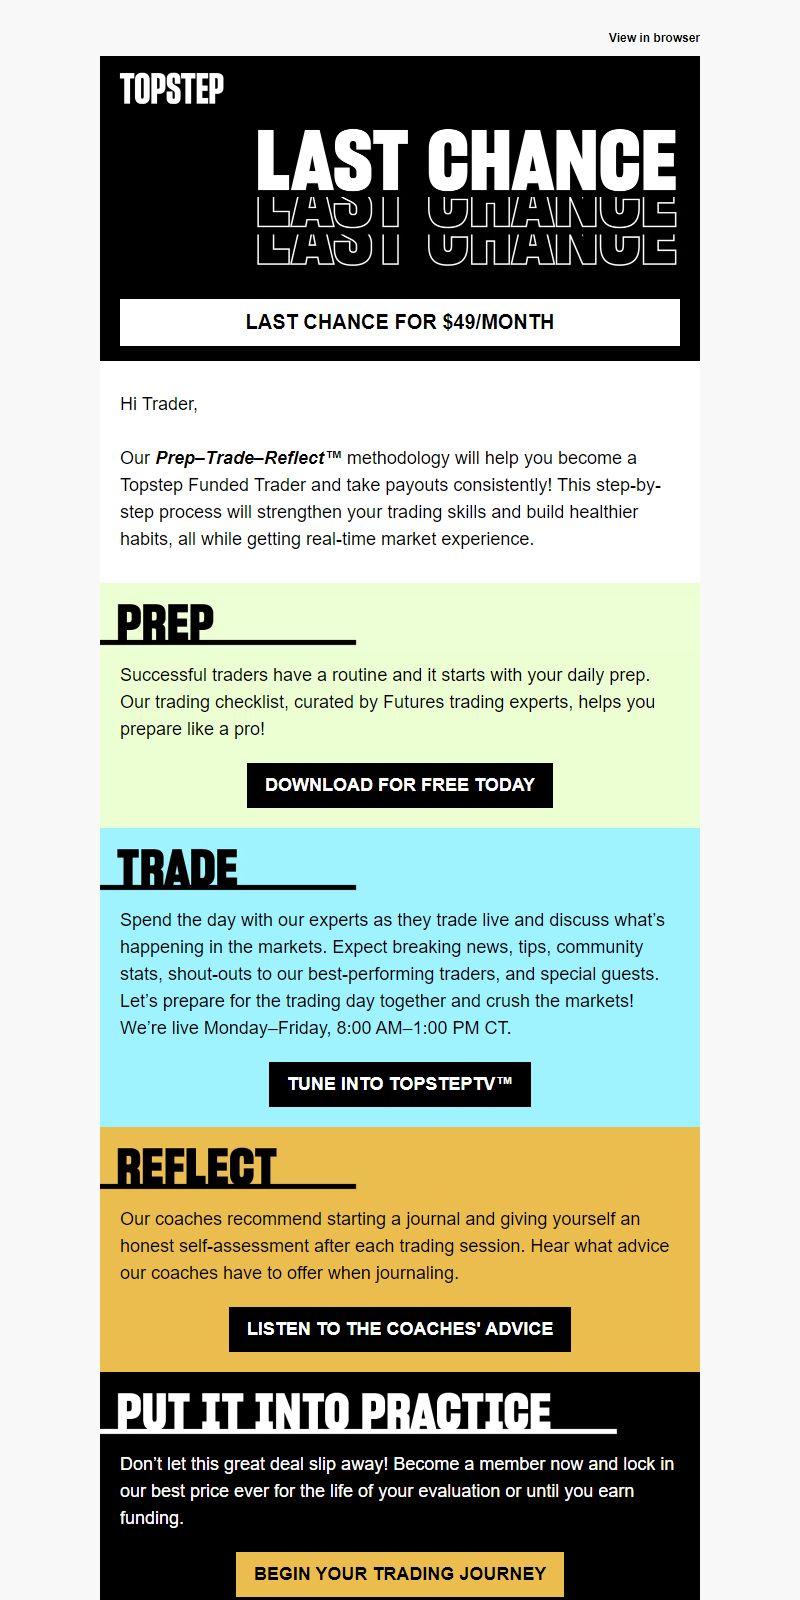 View in browser
TOPSTEP
LAST CHANCE
LAST CHANCE
LAST CHANCE
LAST CHANCE FOR $49/MONTH
Hi Trader,
Our Prep–Trade–Reflect™ methodology will help you become a
Topstep Funded Trader and take payouts consistently! This step-by-
step process will strengthen your trading skills and build healthier
habits, all while getting real-time market experience.
PREP
Successful traders have a routine and it starts with your daily prep.
Our trading checklist, curated by Futures trading experts, helps you
prepare like a pro!
DOWNLOAD FOR FREE TODAY
TRADE
Spend the day with our experts as they trade live and discuss what’s
happening in the markets. Expect breaking news, tips, community
stats, shout-outs to our best-performing traders, and special guests.
Let’s prepare for the trading day together and crush the markets!
We’re live Monday–Friday, 8:00 AM–1:00 PM CT.
TUNE INTO TOPSTEPTV™
REFLECT
Our coaches recommend starting a journal and giving yourself an
honest self-assessment after each trading session. Hear what advice
our coaches have to offer when journaling.
LISTEN TO THE COACHES' ADVICE
PUT IT INTO PRACTICE
Don’t let this great deal slip away! Become a member now and lock in
our best price ever for the life of your evaluation or until you earn
funding.
BEGIN YOUR TRADING JOURNEY